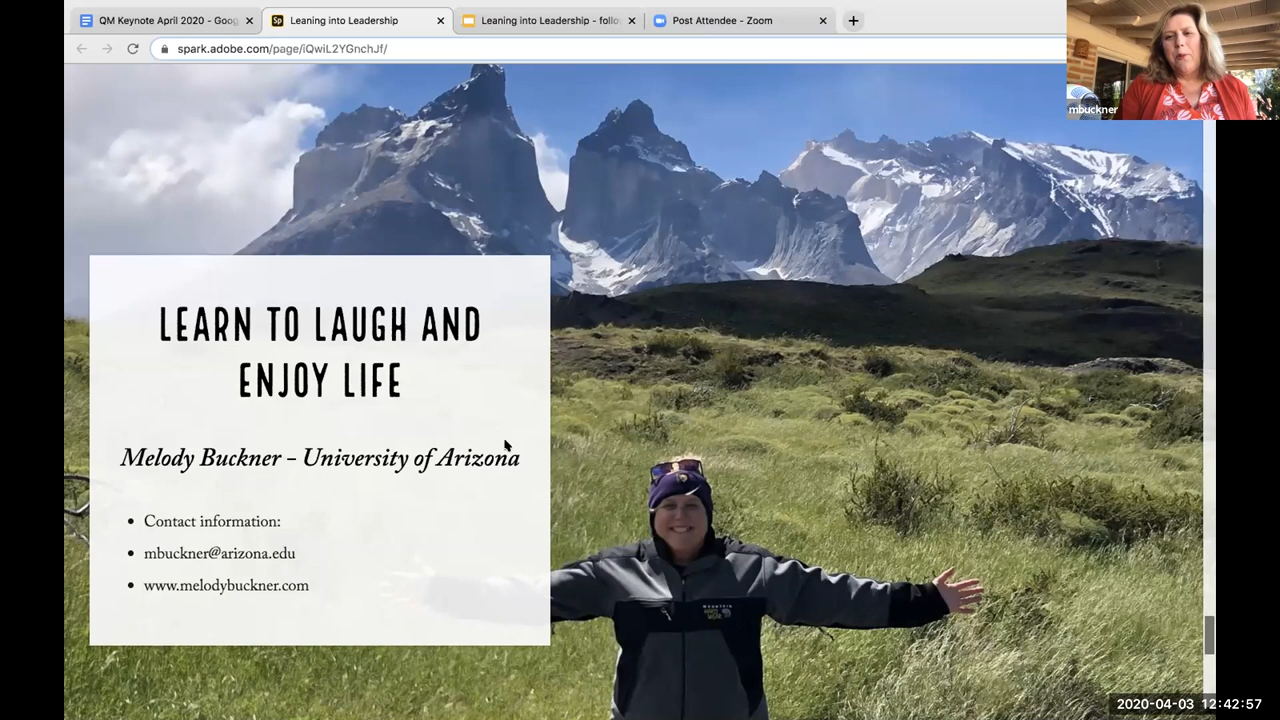 QM Keynote April 2020 - Goog
Leaning into Leadership
Leaning into Leadership - follo
Post Attendee - Zoom
spark.adobe.com/page/iQwiL2YGnchJf/
mbuckner
LEARN TO LAUGH AND
ENJOY LIFE
Melody Buckner - University of Arizona
Contact information:
mbuckner@arizona.edu
www.melodybuckner.com
2020-04-03 12:42:57